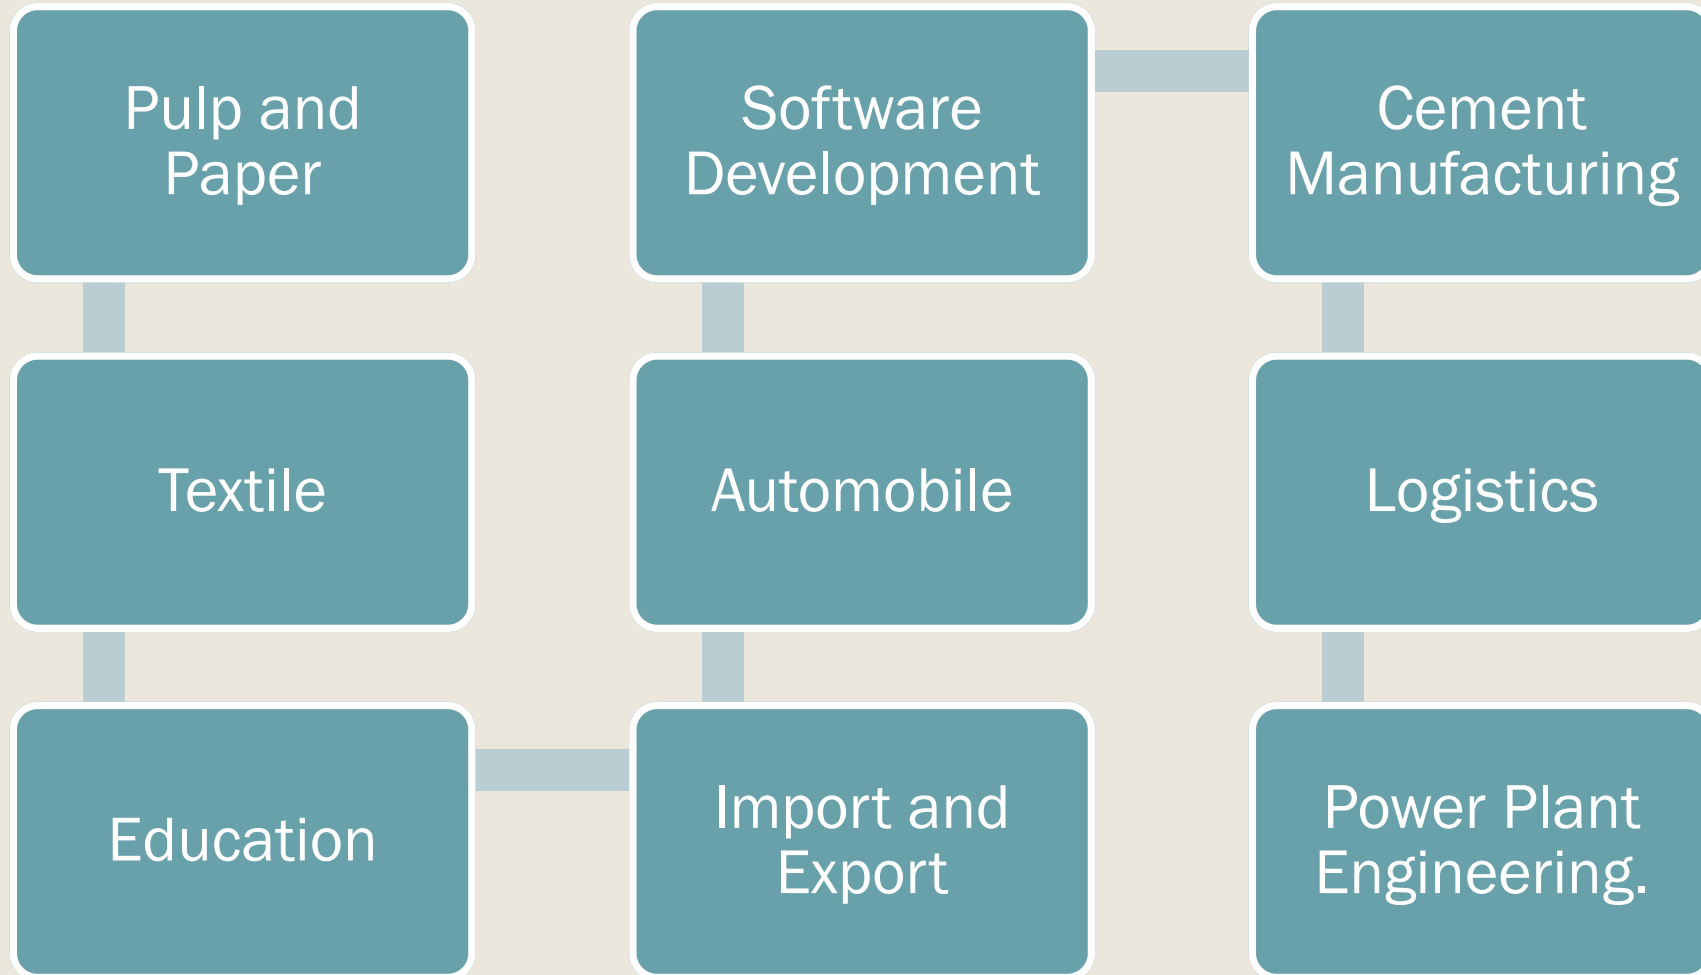 Pulp and
Paper
Textile
Education
Import and
Export
Automobile
Software
Development
Cement
Manufacturing
Logistics
Power Plant
Engineering.